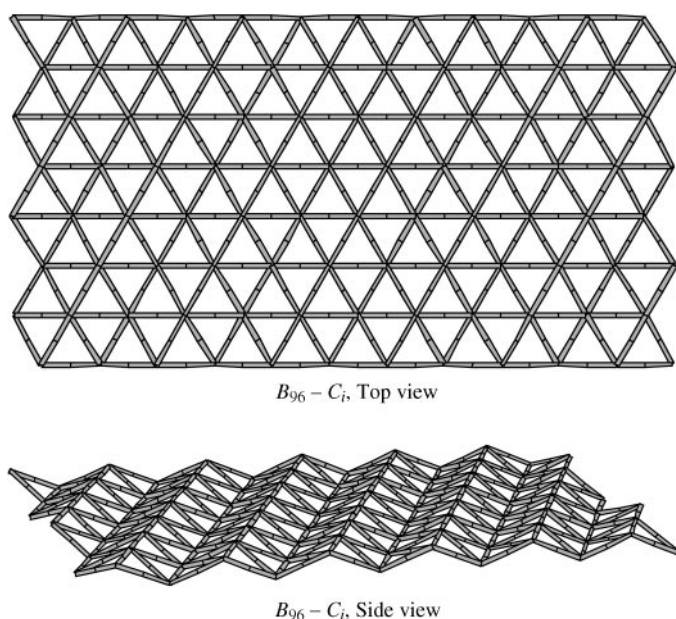 B₉₆ – Cᵢ, Top view
B₉₆ – Cᵢ, Side view